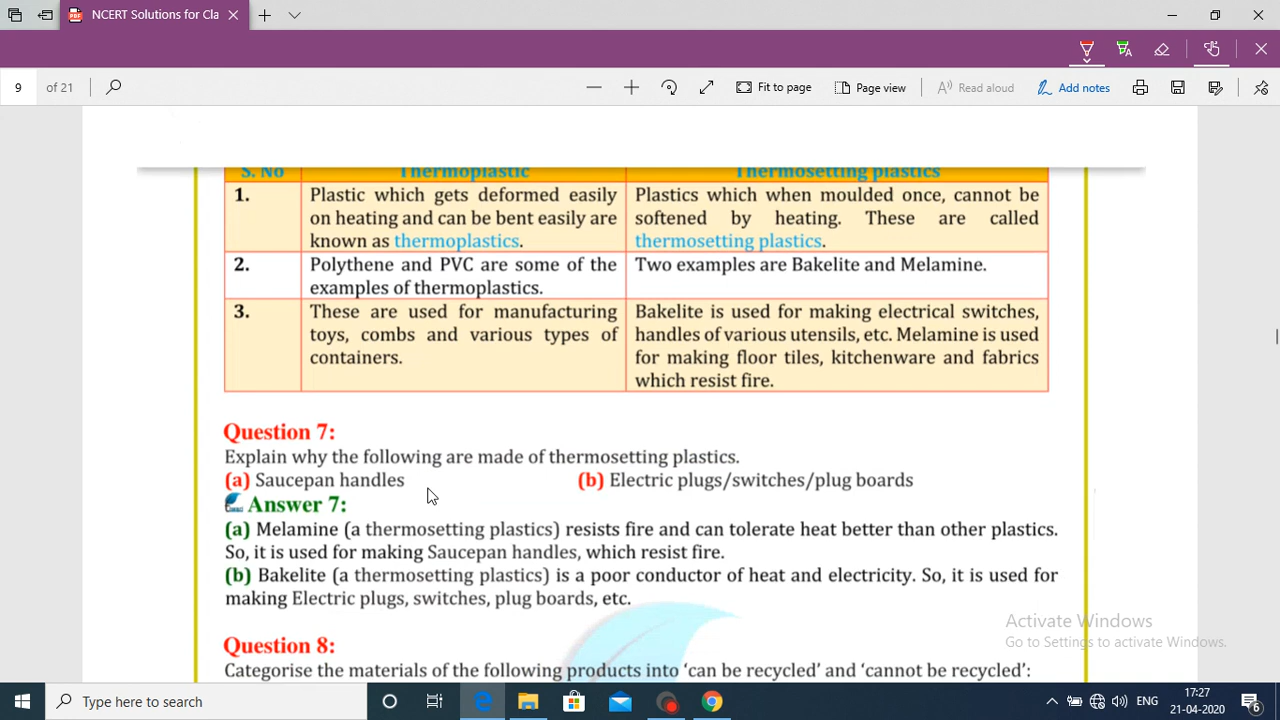 NCERT Solutions for Cla
9 of 21
Fit to page
Page view
Read aloud
Add notes
S. No Thermoplastic Thermosetting plastics
1. Plastic which gets deformed easily on heating and can be bent easily are known as thermoplastics.
Plastics which when moulded once, cannot be softened by heating. These are called thermosetting plastics.
2. Polythene and PVC are some of the examples of thermoplastics.
Two examples are Bakelite and Melamine.
3. These are used for manufacturing toys, combs and various types of containers.
Bakelite is used for making electrical switches, handles of various utensils, etc. Melamine is used for making floor tiles, kitchenware and fabrics which resist fire.
Question 7:
Explain why the following are made of thermosetting plastics.
(a) Saucepan handles (b) Electric plugs/switches/plug boards
Answer 7:
(a) Melamine (a thermosetting plastics) resists fire and can tolerate heat better than other plastics.
So, it is used for making Saucepan handles, which resist fire.
(b) Bakelite (a thermosetting plastics) is a poor conductor of heat and electricity. So, it is used for
making Electric plugs, switches, plug boards, etc.
Activate Windows
Go to Settings to activate Windows.
Question 8:
Categorise the materials of the following products into ‘can be recycled’ and ‘cannot be recycled’:
Type here to search
ENG
17:27
21-04-2020
6